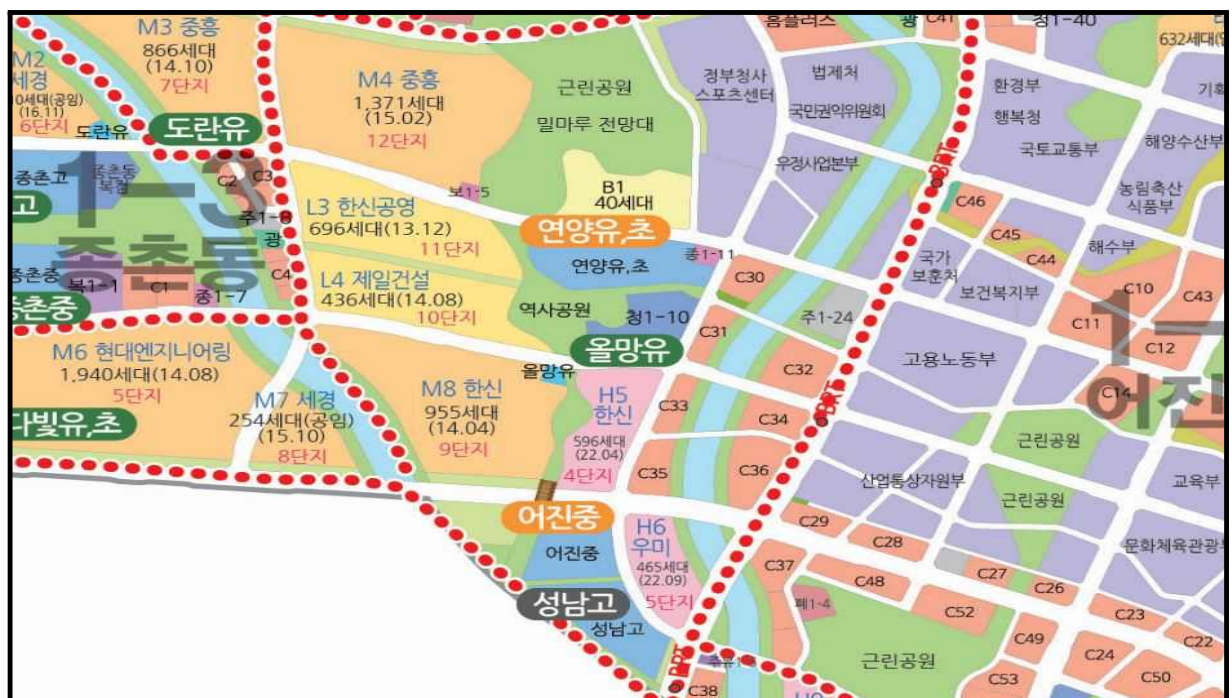 M3 중흥
866세대
(14.10)
7단지
M2
세경
(16.11)
6단지
도란유
도란유
M4 중흥
1,371세대
(15.02)
12단지
근린공원
밀마루 전망대
정부청사
스포츠센터
홈플러스
광
C41
법제처
국민권익위원회
우정사업본부
청1-40
632세대
환경부
행복청
국토교통부
해양수산부
농림축산
식품부
BRT
종촌고
고
1-3
종촌동
C2
C3
주1-8
광
C4
L3 한신공영
696세대(13.12)
11단지
보1-5
B1
40세대
연양유,초
연양유,초
종1-11
C30
C46
C45
C44
해수부
국가
보훈처
보건복지부
종촌중
복1-1
C1
중1-7
종촌중
L4 제일건설
436세대(14.08)
10단지
역사공원
청1-10
올망유
올망유
C31
주1-24
C32
고용노동부
C10
C43
C11
C12
C14
1-
어진
M6 현대엔지니어링
1,940세대(14.08)
5단지
다빛유,초
M7 세경
254세대(공임)
(15.10)
8단지
M8 한신
955세대
(14.04)
9단지
H5
한신
596세대
(22.04)
4단지
C33
C34
C35
C36
BRT
근린공원
산업통상자원부
근린공원
교육부
문화체육관광부
어진중
어진중
성남고
성남고
H6
우미
465세대
(22.09)
5단지
C29
C28
C37
C48
C27
C26
C52
C23
C22
폐1-4
C49
C24
C53
C50
근린공원
BRT
C38